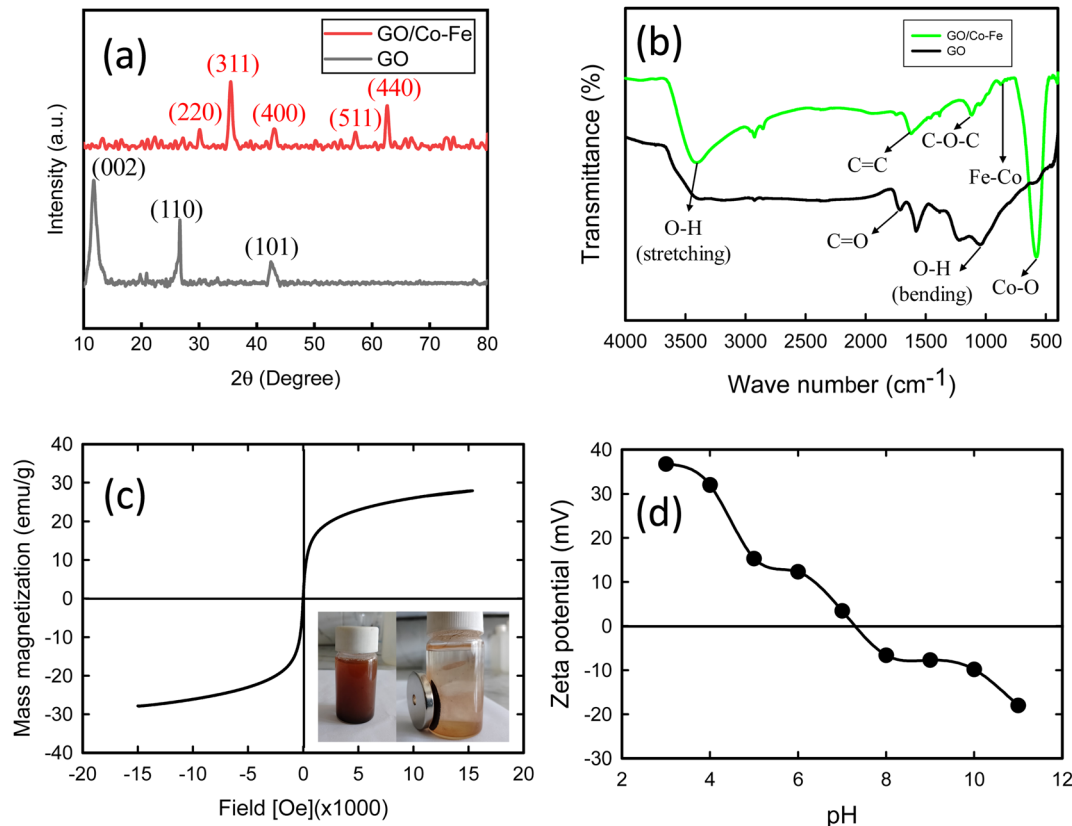 (a)
GO/Co-Fe
GO
(311)
(220)
(400)
(511)
(440)
(002)
(110)
(101)
Intensity (a.u.)
10
20
30
40
50
60
70
80
2θ (Degree)
(b)
GO/Co-Fe
GO
C=C
C-O-C
Fe-Co
O-H
(stretching)
C=O
O-H
(bending)
Co-O
Transmittance (%)
4000
3500
3000
2500
2000
1500
1000
500
Wave number (cm-1)
(c)
Mass magnetization (emu/g)
40
30
20
10
0
-10
-20
-30
-40
-20
-15
-10
-5
0
5
10
15
20
Field [Oe](x1000)
(d)
Zeta potential (mV)
40
30
20
10
0
-10
-20
-30
2
4
6
8
10
12
pH